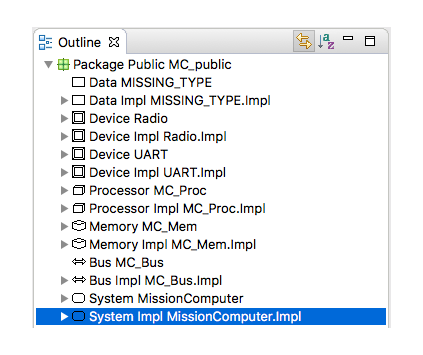 Outline
Package Public MC_public
Data MISSING_TYPE
Data Impl MISSING_TYPE.Impl
Device Radio
Device Impl Radio.Impl
Device UART
Device Impl UART.Impl
Processor MC_Proc
Processor Impl MC_Proc.Impl
Memory MC_Mem
Memory Impl MC_Mem.Impl
Bus MC_Bus
Bus Impl MC_Bus.Impl
System MissionComputer
System Impl MissionComputer.Impl